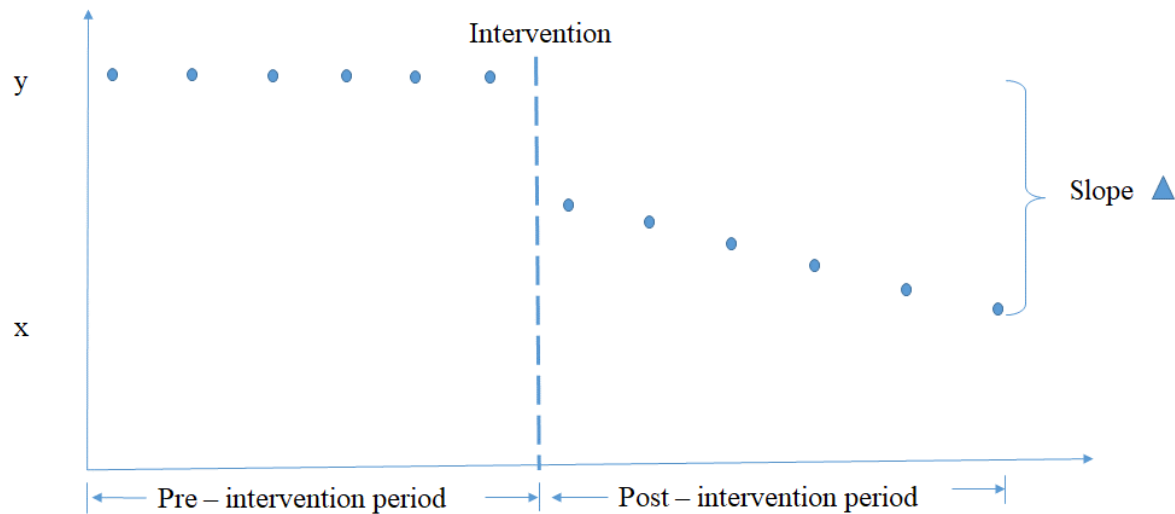 Intervention
y
Slope
x
Pre – intervention period
Post – intervention period